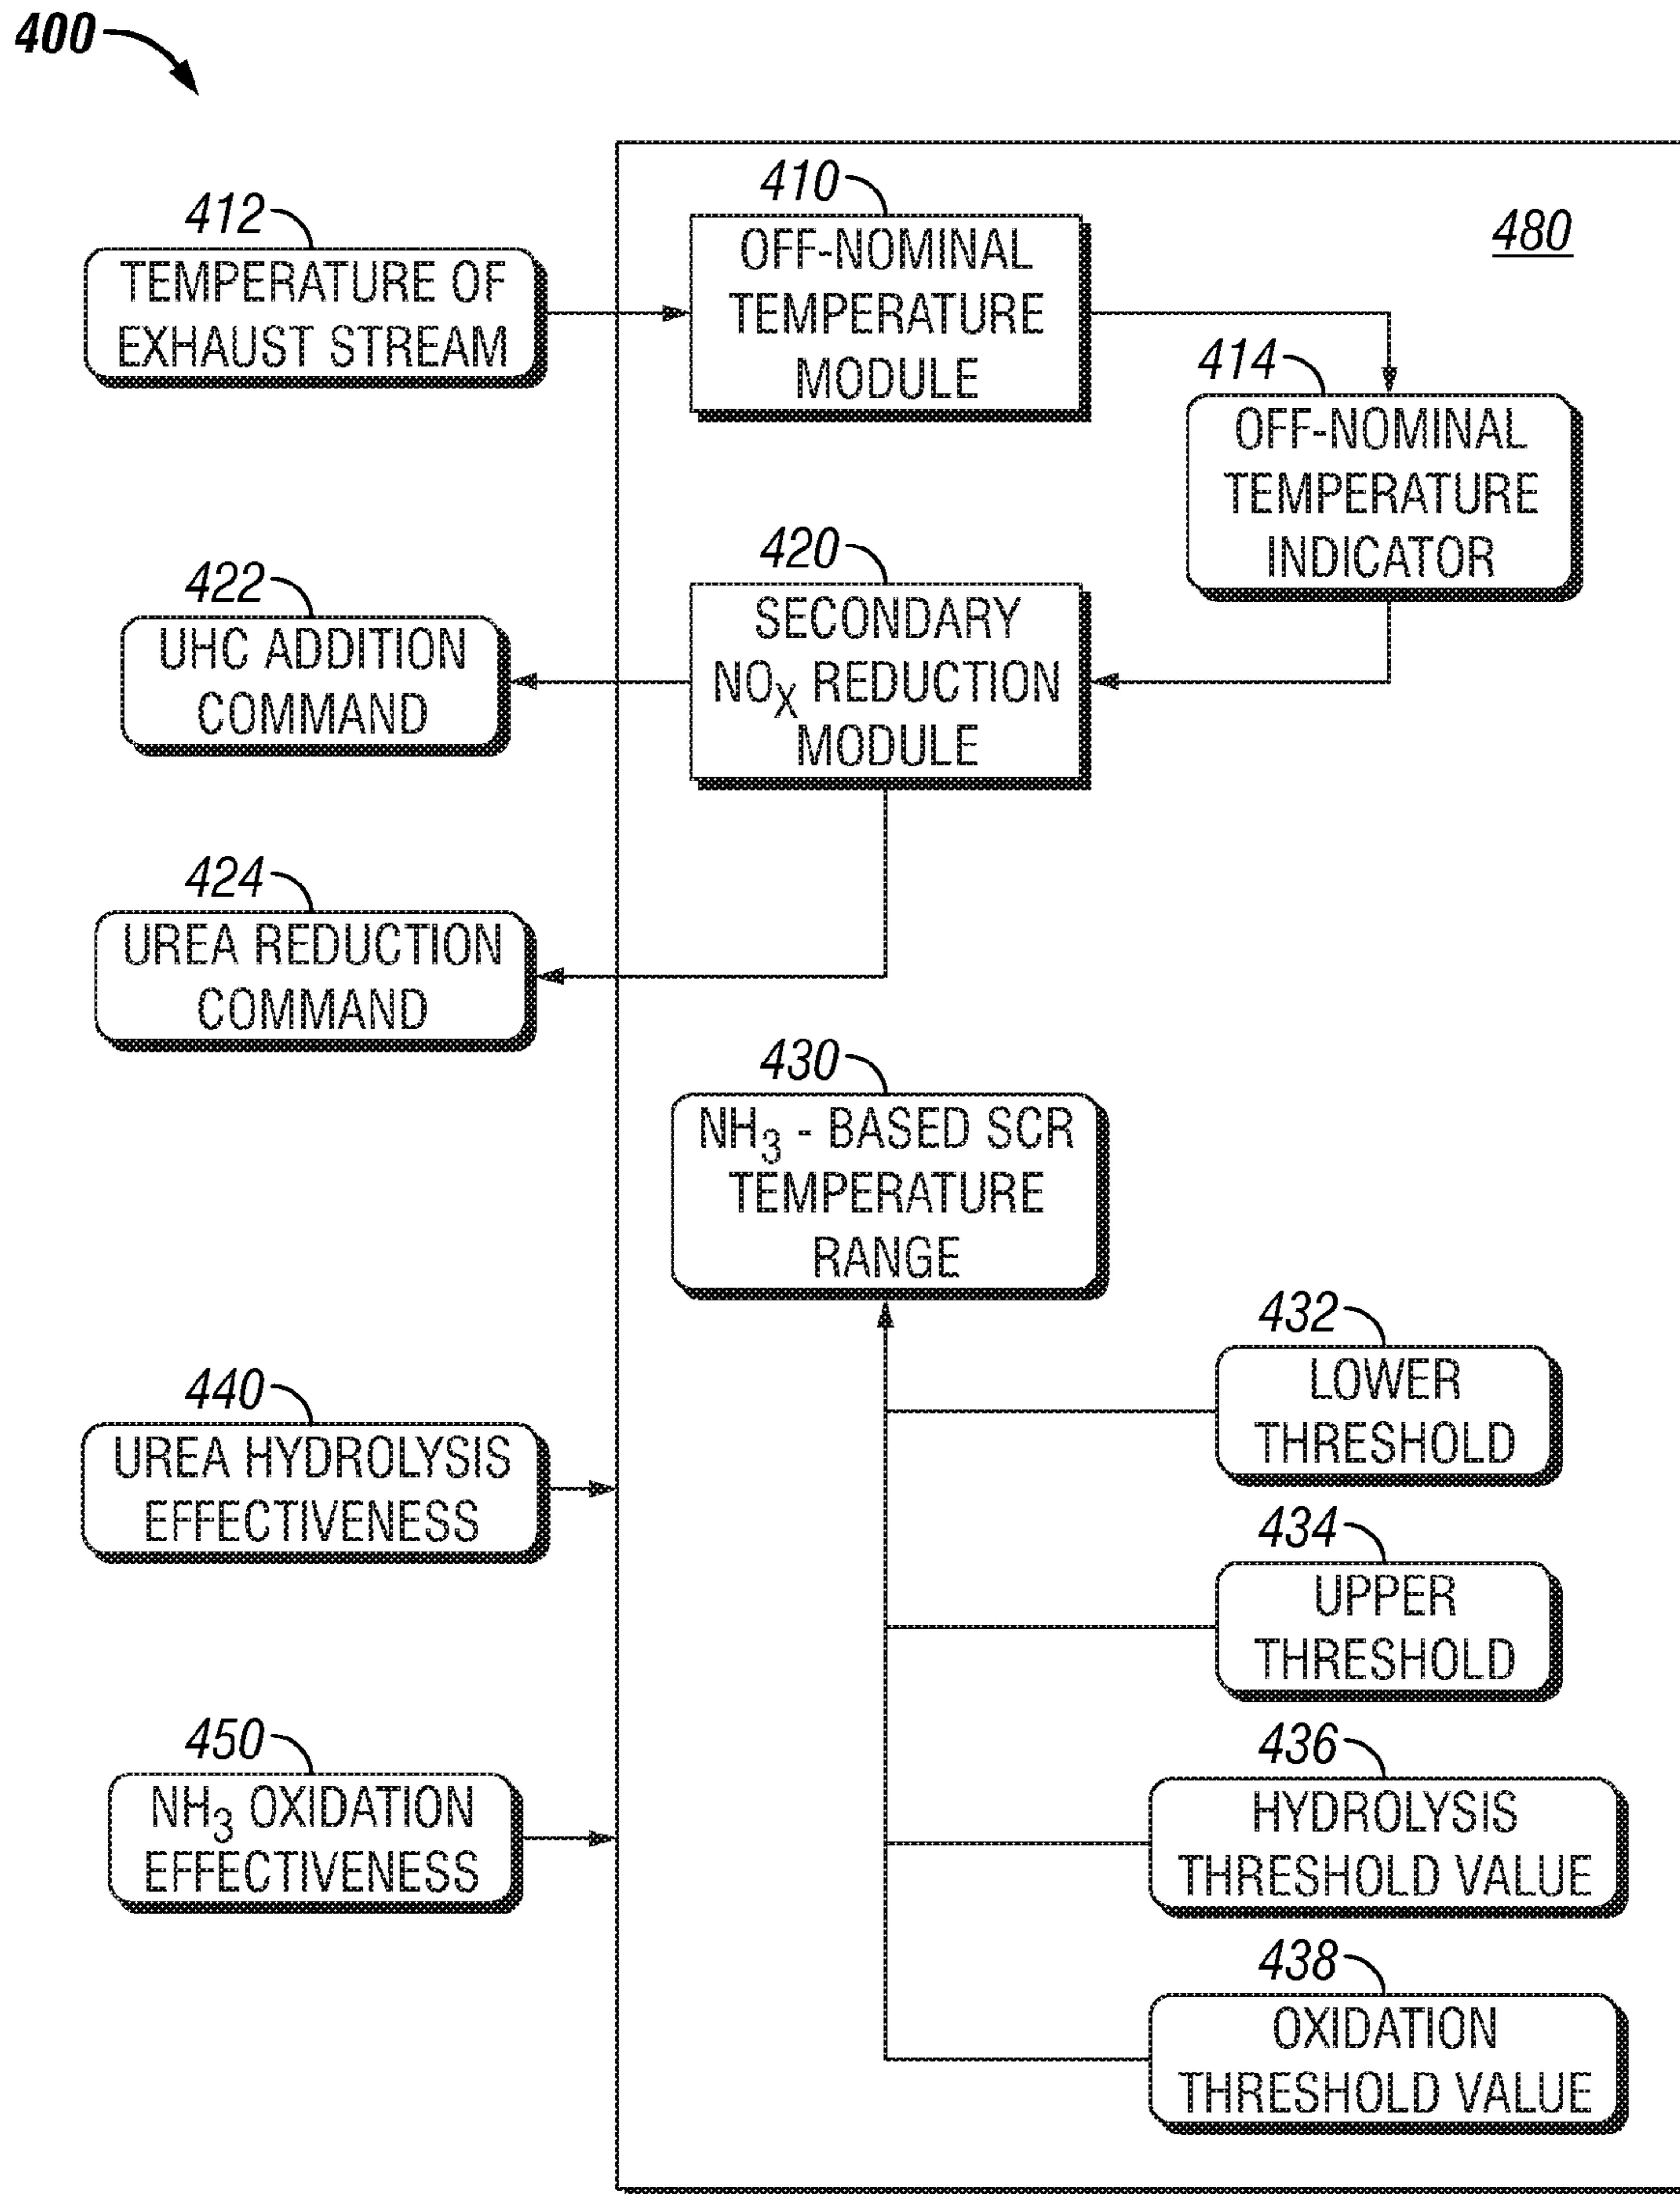 400
410
412
480
TEMPERATURE OF
EXHAUST STREAM
OFF-NOMINAL
TEMPERATURE
MODULE
414
OFF-NOMINAL
TEMPERATURE
INDICATOR
420
422
UHC ADDITION
COMMAND
SECONDARY
NOX REDUCTION
MODULE
424
UREA REDUCTION
COMMAND
430
NH3 - BASED SCR
TEMPERATURE
RANGE
432
LOWER
THRESHOLD
440
UREA HYDROLYSIS
EFFECTIVENESS
434
UPPER
THRESHOLD
450
NH3 OXIDATION
EFFECTIVENESS
436
HYDROLYSIS
THRESHOLD VALUE
438
OXIDATION
THRESHOLD VALUE